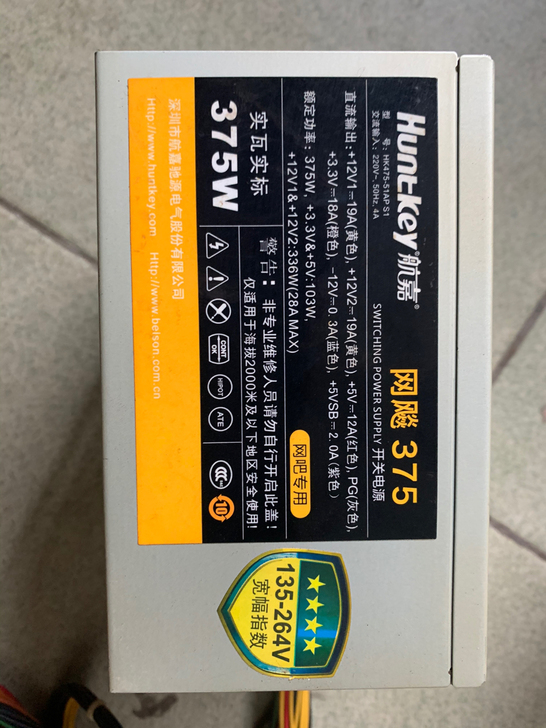 Huntkey航嘉® 网飚 375
型 号：HK475-51AP S1 SWITCHING POWER SUPPLY 开关电源
交流输入：220V~, 50Hz, 4A
直流输出：+12V1⎓19A(黄色), +12V2⎓19A(黄色), +5V⎓12A(红色), PG(灰色),
+3.3V⎓18A(橙色), -12V⎓0.3A(蓝色), +5VSB⎓2.0A(紫色)
额定功率：375W, +3.3V&+5V:103W,
+12V1&+12V2:336W(28A MAX)
网吧专用
实瓦实标
375W
警告：非专业维修人员请勿自行开启此盖！
仅适用于海拔2000米及以下地区安全使用!
CONT
OK
HIPOT
ATE
CCC
10
深圳市航嘉驰源电气股份有限公司
Http://www.huntkey.com Http://www.belson.com.cn
135-264V
宽幅指数